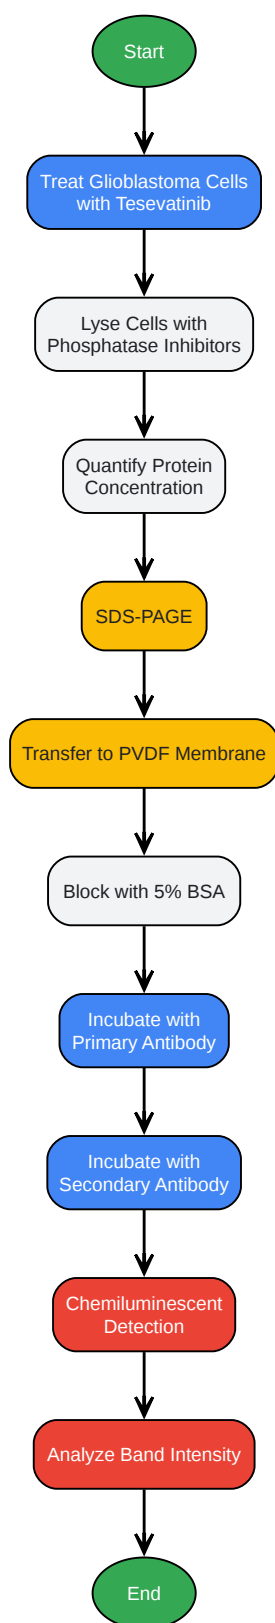 Start
Treat Glioblastoma Cells
with Tesevatinib
Lyse Cells with
Phosphatase Inhibitors
Quantify Protein
Concentration
SDS-PAGE
Transfer to PVDF Membrane
Block with 5% BSA
Incubate with
Primary Antibody
Incubate with
Secondary Antibody
Chemiluminescent
Detection
Analyze Band Intensity
End